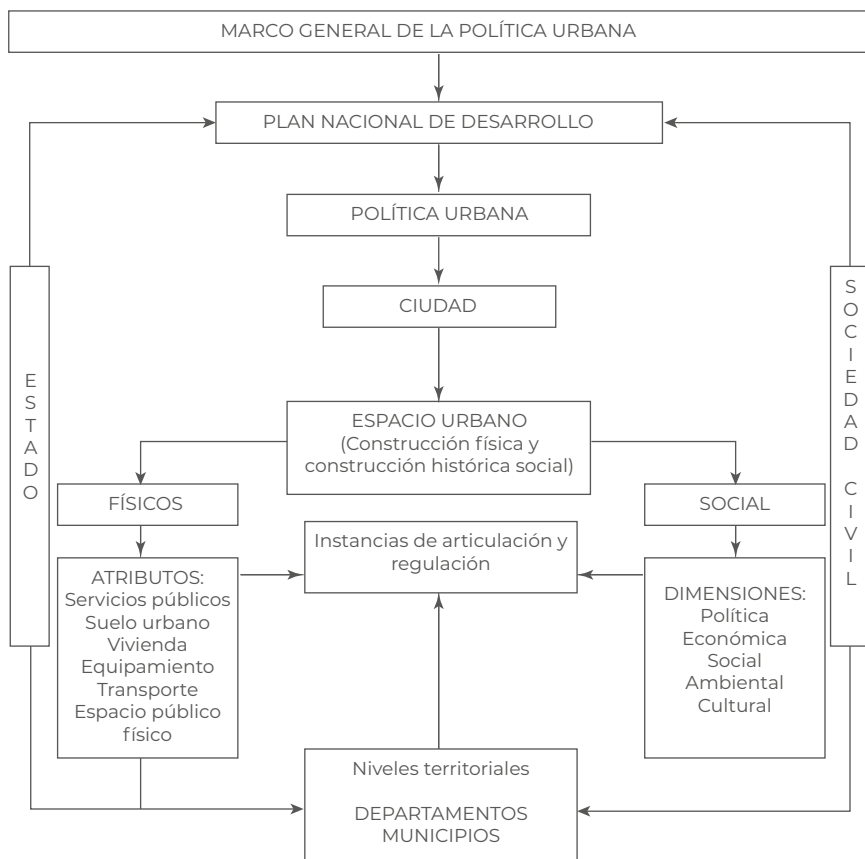 MARCO GENERAL DE LA POLÍTICA URBANA
PLAN NACIONAL DE DESARROLLO
POLÍTICA URBANA
CIUDAD
ESTADO
SOCIEDAD CIVIL
ESPACIO URBANO
(Construcción física y
construcción histórica social)
FÍSICOS
SOCIAL
Instancias de articulación y
regulación
ATRIBUTOS:
Servicios públicos
Suelo urbano
Vivienda
Equipamiento
Transporte
Espacio público
físico
DIMENSIONES:
Política
Económica
Social
Ambiental
Cultural
Niveles territoriales
DEPARTAMENTOS
MUNICIPIOS